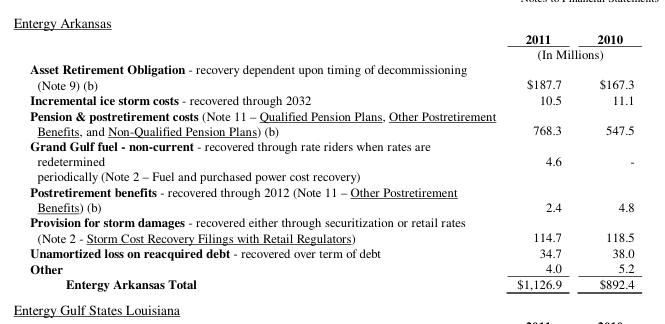 Notes to Financial Statements
Entergy Arkansas
2011 2010
(In Millions)
Asset Retirement Obligation - recovery dependent upon timing of decommissioning
(Note 9) (b) $187.7 $167.3
Incremental ice storm costs - recovered through 2032 10.5 11.1
Pension & postretirement costs (Note 11 – Qualified Pension Plans, Other Postretirement
Benefits, and Non-Qualified Pension Plans) (b) 768.3 547.5
Grand Gulf fuel - non-current - recovered through rate riders when rates are
redetermined 4.6 -
periodically (Note 2 – Fuel and purchased power cost recovery)
Postretirement benefits - recovered through 2012 (Note 11 – Other Postretirement
Benefits) (b) 2.4 4.8
Provision for storm damages - recovered either through securitization or retail rates
(Note 2 - Storm Cost Recovery Filings with Retail Regulators) 114.7 118.5
Unamortized loss on reacquired debt - recovered over term of debt 34.7 38.0
Other 4.0 5.2
Entergy Arkansas Total $1,126.9 $892.4
Entergy Gulf States Louisiana
2011 2010